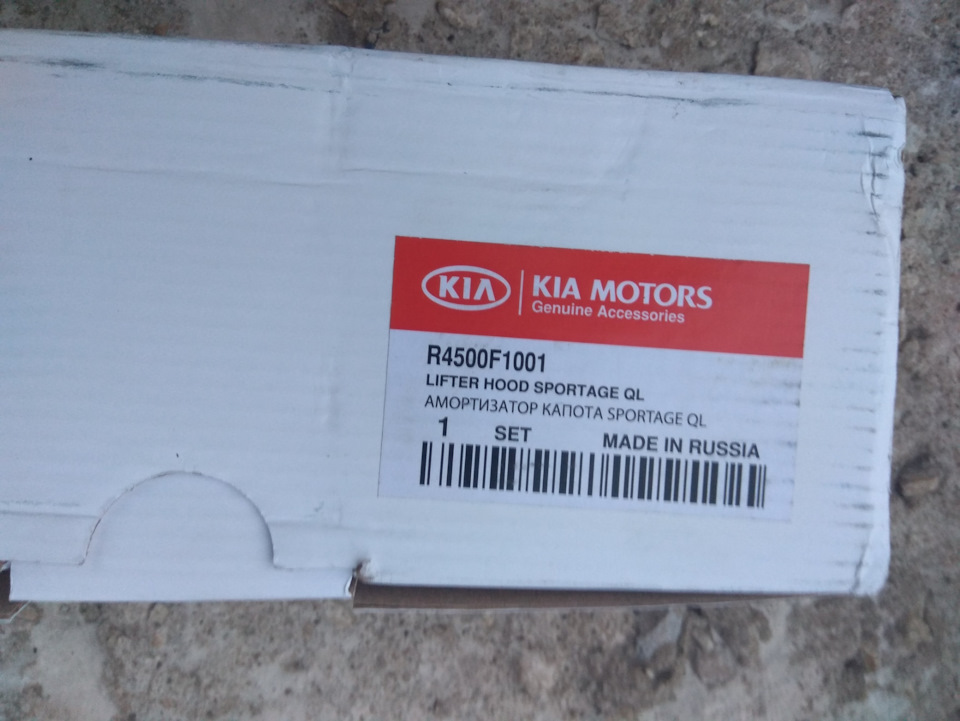 KIA
KIA MOTORS
Genuine Accessories
R4500F1001
LIFTER HOOD SPORTAGE QL
АМОРТИЗАТОР КАПОТА SPORTAGE QL
1 SET MADE IN RUSSIA